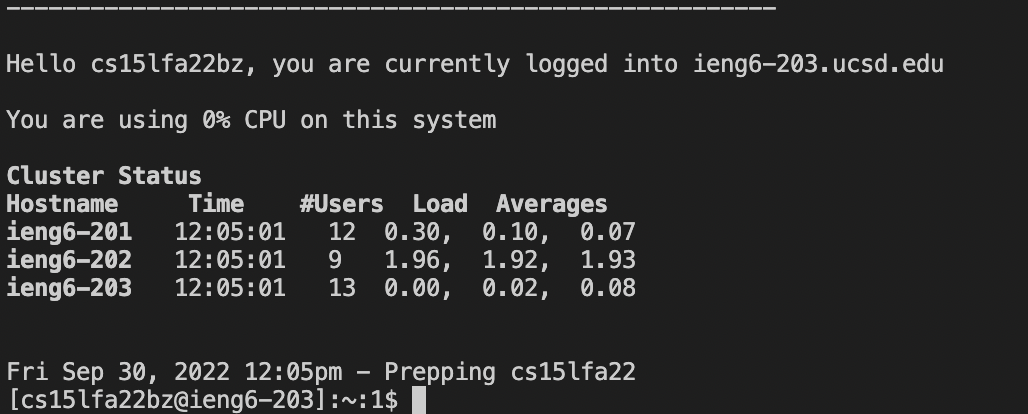 -------------------------------------------------------
Hello cs15lfa22bz, you are currently logged into ieng6-203.ucsd.edu
You are using 0% CPU on this system
Cluster Status
Hostname     Time    #Users  Load  Averages
ieng6-201   12:05:01   12  0.30,  0.10,  0.07
ieng6-202   12:05:01   9   1.96,  1.92,  1.93
ieng6-203   12:05:01   13  0.00,  0.02,  0.08
Fri Sep 30, 2022 12:05pm - Prepping cs15lfa22
[cs15lfa22bz@ieng6-203]:~:1$